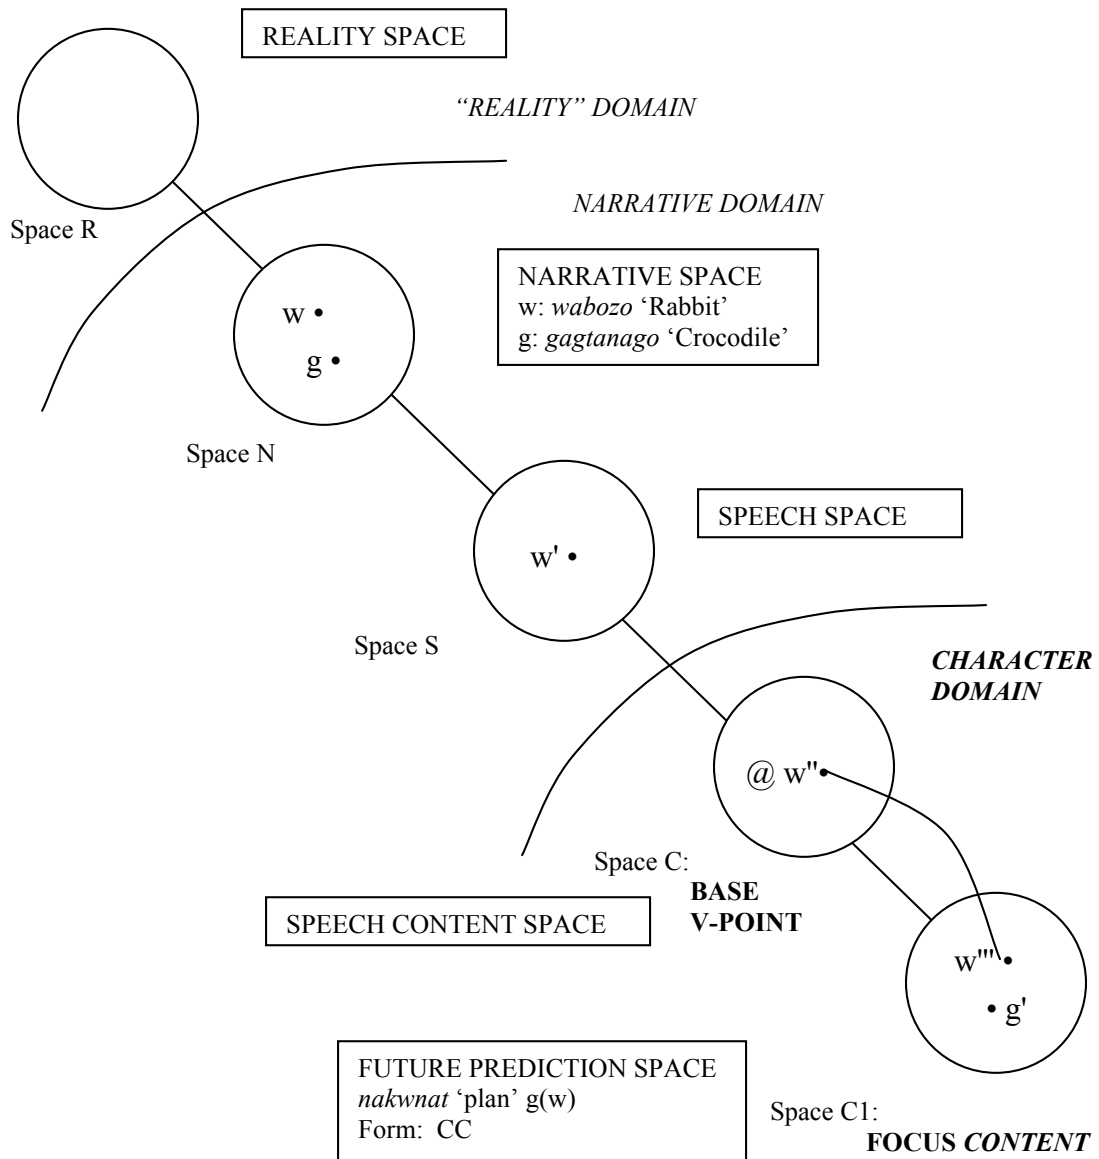 REALITY SPACE
“REALITY” DOMAIN
Space R
NARRATIVE DOMAIN
NARRATIVE SPACE
w: wabozo ‘Rabbit’
g: gagtanago ‘Crocodile’
w •
g •
Space N
SPEECH SPACE
w' •
Space S
CHARACTER
DOMAIN
@ w''•
Space C:
BASE
V-POINT
SPEECH CONTENT SPACE
w''' •
• g'
FUTURE PREDICTION SPACE
nakwnat ‘plan’ g(w)
Form: CC
Space C1:
FOCUS CONTENT